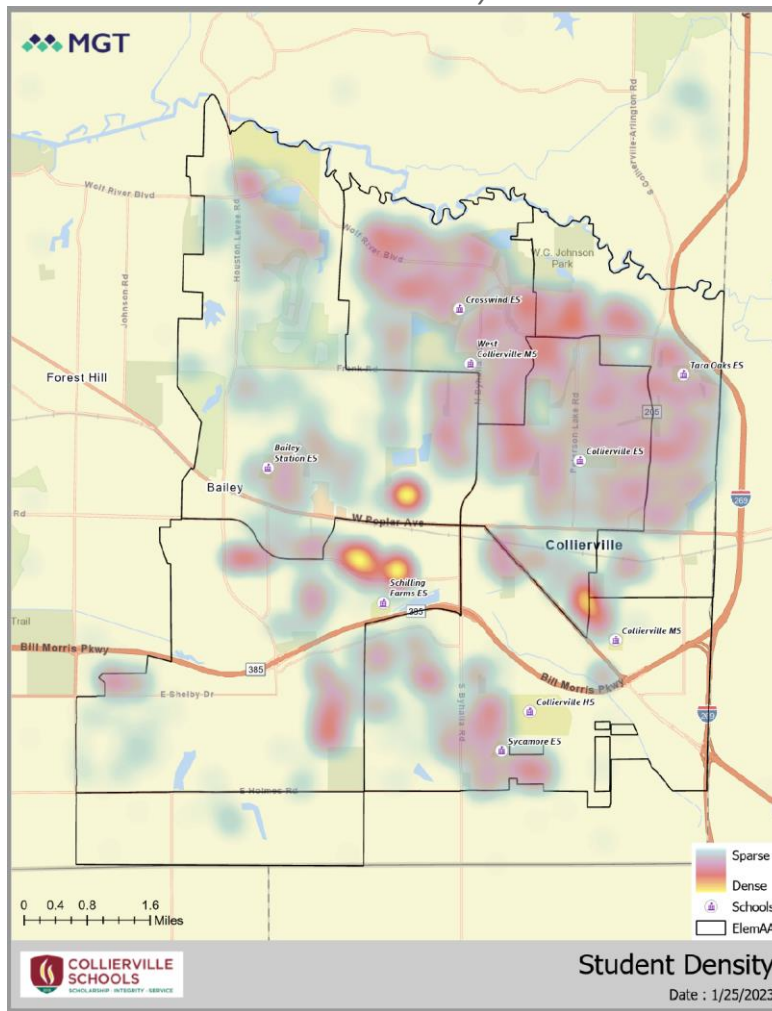 MGT
S Collierville-Arlington Rd
Wolf River Blvd
Houston Levee Rd
Johnson Rd
Wolf River Blvd
W.C. Johnson
Park
Crosswind ES
West
Collierville MS
Frank Rd
Forest Hill
Tara Oaks ES
205
Peterson Lake Rd
Bailey
Station ES
Collierville ES
Bailey
Rd
W Poplar Ave
Collierville
269
Schilling
Farms ES
385
Trail
Collierville MS
Bill Morris Pkwy
385
Bill Morris Pkwy
E Shelby Dr
S Byhalia Rd
Collierville HS
269
Sycamore ES
E Holmes Rd
Sparse
Dense
Schools
ElemAA
0 0.4 0.8 1.6
Miles
COLLIERVILLE
SCHOOLS
SCHOLARSHIP · INTEGRITY · SERVICE
Student Density
Date : 1/25/2023